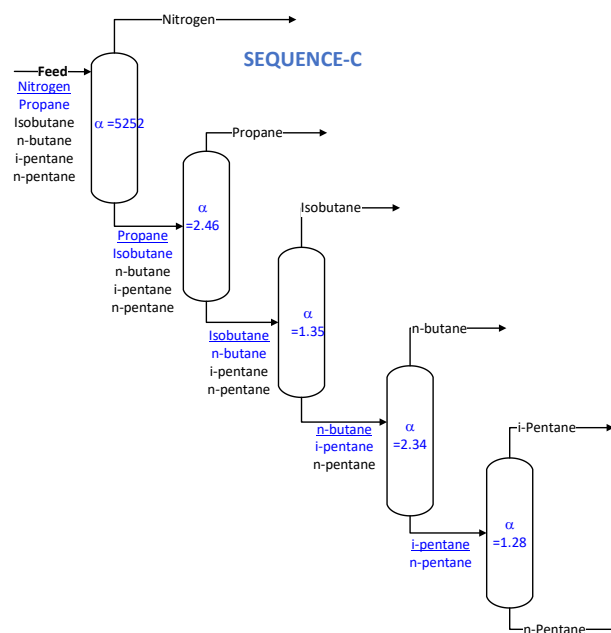 Nitrogen
SEQUENCE-C
Feed
Nitrogen
Propane
Isobutane
n-butane
i-pentane
n-pentane
α =5252
Propane
α
=2.46
Propane
Isobutane
n-butane
i-pentane
n-pentane
Isobutane
α
=1.35
Isobutane
n-butane
i-pentane
n-pentane
n-butane
α
=2.34
n-butane
i-pentane
n-pentane
i-Pentane
α
=1.28
i-pentane
n-pentane
n-Pentane